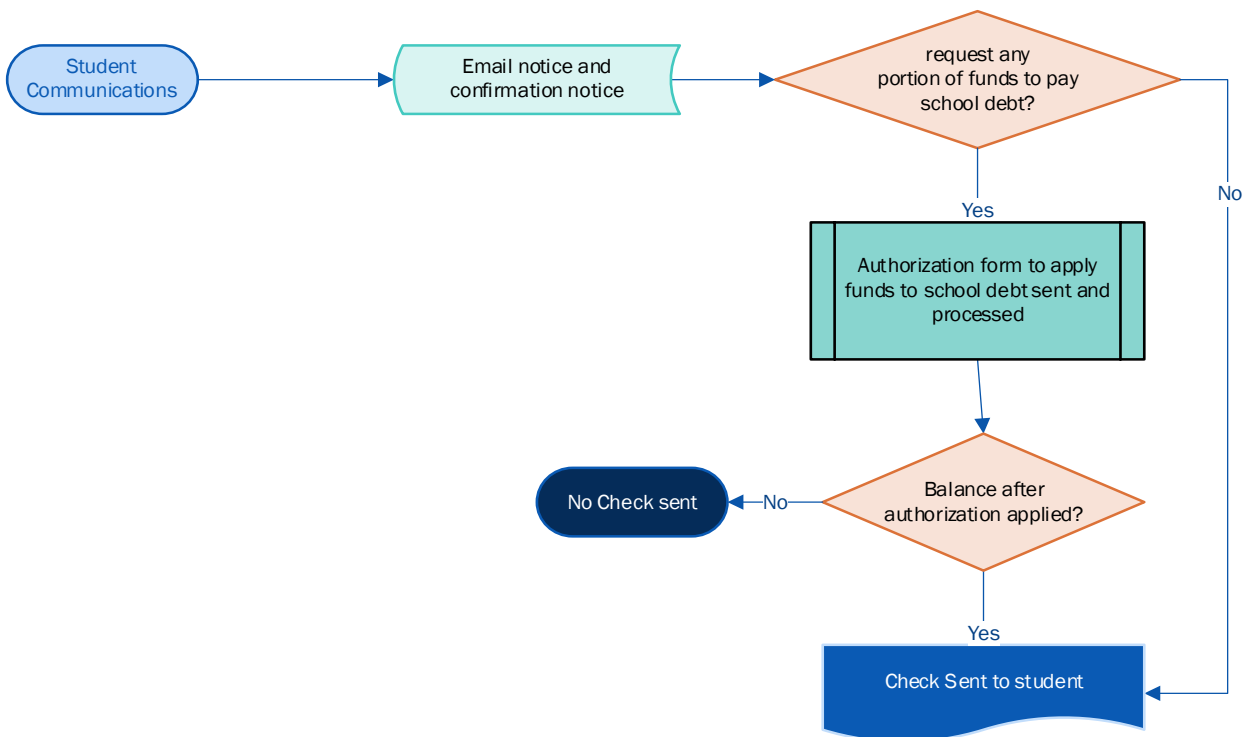 Student
Communications
Email notice and
confirmation notice
request any
portion of funds to pay
school debt?
No
Yes
Authorization form to apply
funds to school debt sent and
processed
Balance after
authorization applied?
No
No Check sent
Yes
Check Sent to student